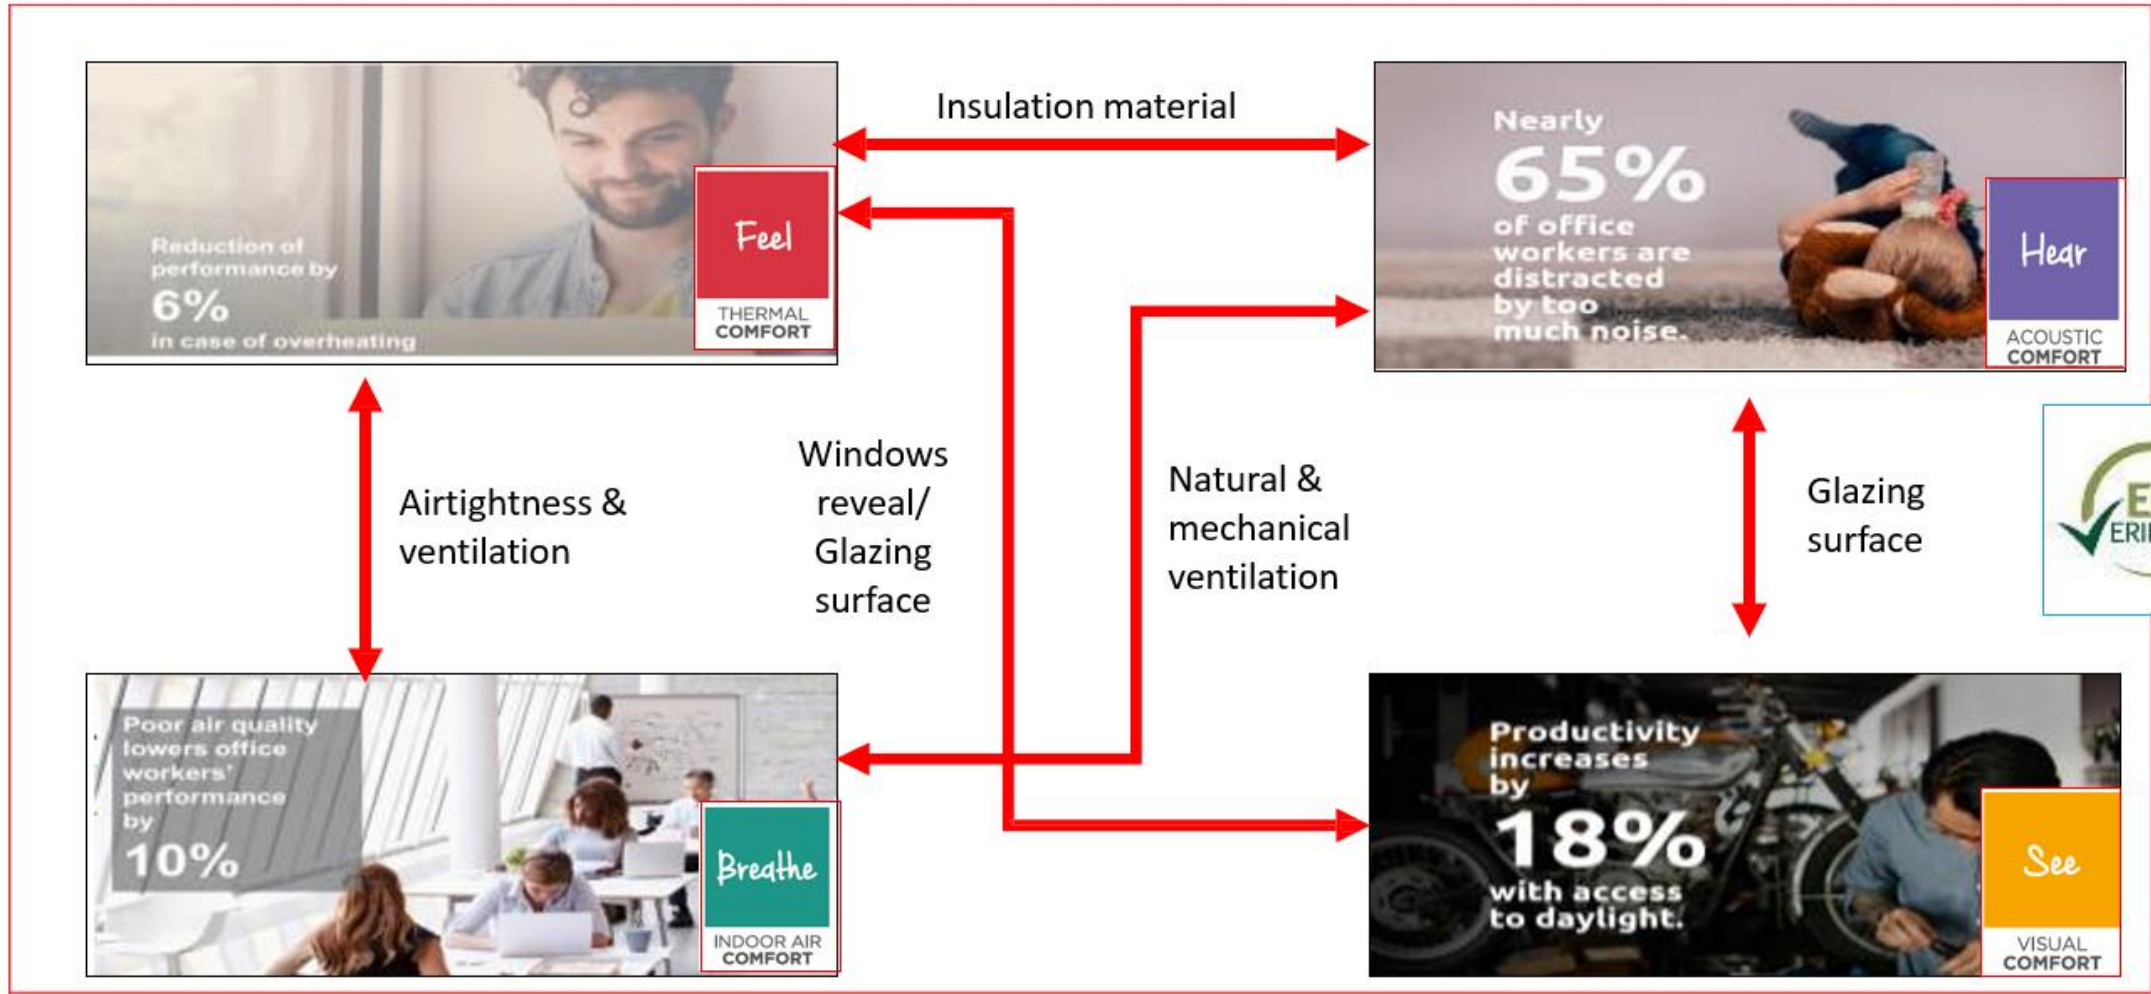 Insulation material
Reduction of
performance by
6%
in case of overheating
Feel
THERMAL
COMFORT
Nearly
65%
of office
workers are
distracted
by too
much noise.
Hear
ACOUSTIC
COMFORT
Airtightness &
ventilation
Windows
reveal/
Glazing
surface
Natural &
mechanical
ventilation
Glazing
surface
Poor air quality
lowers office
workers'
performance
by
10%
Breathe
INDOOR AIR
COMFORT
Productivity
increases
by
18%
with access
to daylight.
See
VISUAL
COMFORT